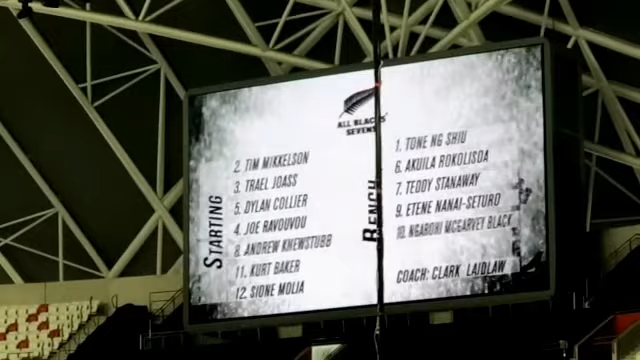 ALL BLACKS
SEVENS
STARTING
2. TIM MIKKELSON
3. TRAEL JOASS
5. DYLAN COLLIER
4. JOE RAVOUVOU
8. ANDREW KNEWSTUBB
11. KURT BAKER
12. SIONE MOLIA
BENCH
1. TONE NG SHIU
6. AKUILA ROKOLISOA
7. TEDDY STANAWAY
9. ETENE NANAI-SETURO
10. NGAROHI MCGARVEY BLACK
COACH: CLARK LAIDLAW